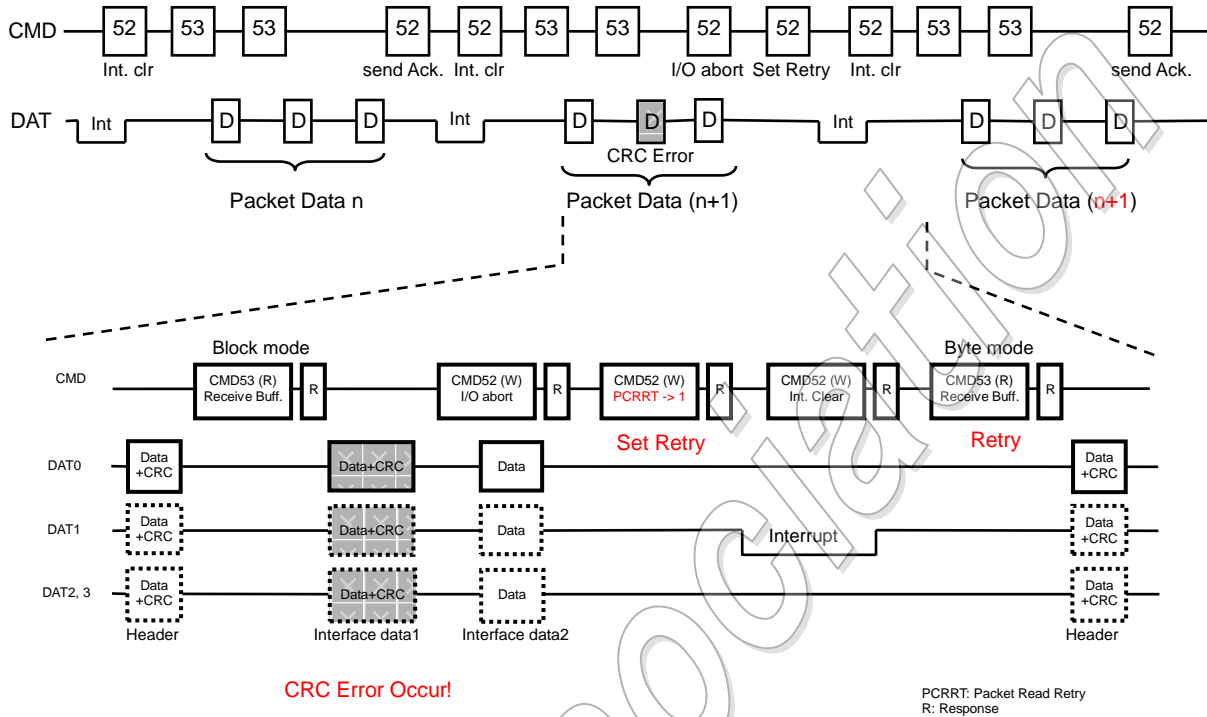 CMD 52 53 53 52 52 53 53 52 52 52 53 53 52
Int. clr send Ack. Int. clr I/O abort Set Retry Int. clr send Ack.
DAT Int D D D Int D D D Int D D D
CRC Error
Packet Data n Packet Data (n+1) Packet Data (n+1)
Block mode Byte mode
CMD CMD53 (R) R CMD52 (W) R CMD52 (W) R CMD52 (W) R CMD53 (R) R
Receive Buff. I/O abort PCRRT -> 1 Int. Clear Receive Buff.
Set Retry Retry
DAT0 Data +CRC Data+CRC Data Data +CRC
DAT1 Data +CRC Data+CRC Data Interrupt Data +CRC
DAT2, 3 Data +CRC Data+CRC Data Data +CRC
Header Interface data1 Interface data2 Header
CRC Error Occur!
PCRRT: Packet Read Retry
R: Response
ociation